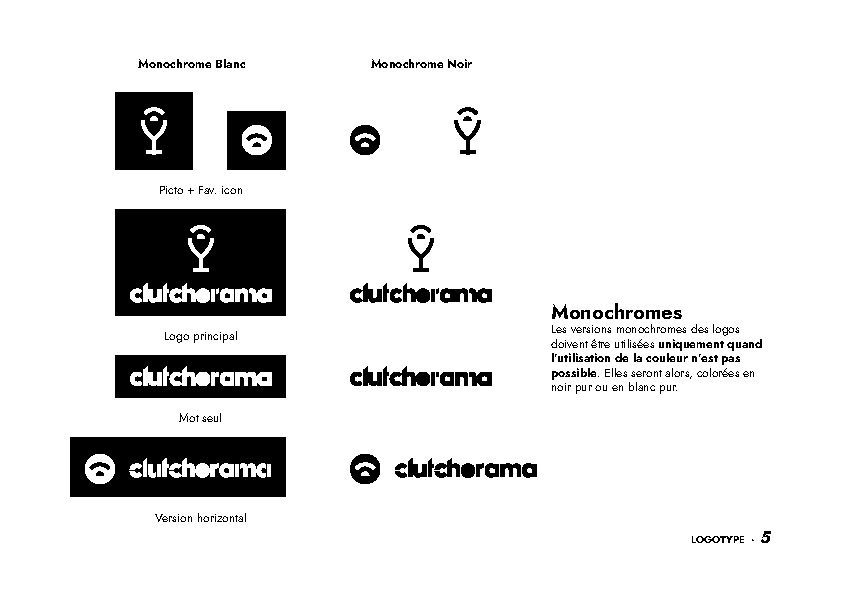 Monochrome Blanc
Monochrome Noir
Picto + Fav. icon
clutchorama
clutchorama
Logo principal
clutchorama
clutchorama
Mot seul
clutchorama
clutchorama
Version horizontal
Monochromes
Les versions monochromes des logos
doivent être utilisées uniquement quand
l'utilisation de la couleur n'est pas
possible. Elles seront alors, colorées en
noir pur ou en blanc pur.
LOGOTYPE - 5